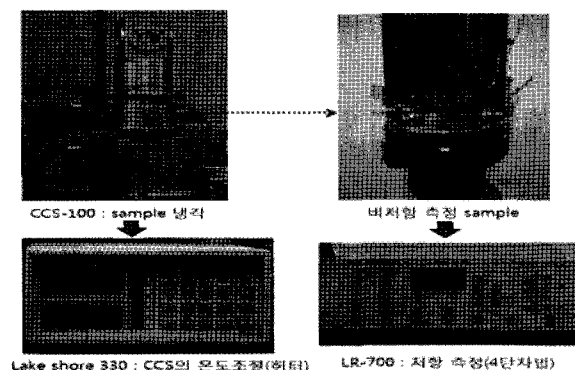 CCS-100 : sample 냉각
비저항 측정 sample
Lake shore 330 : CCS의 온도조절(히터)
LR-700 : 저항 측정(4단자법)